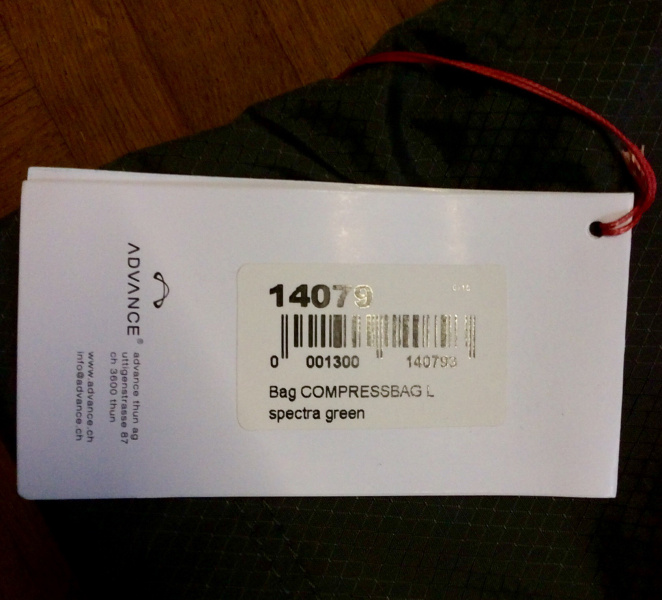 ADVANCE®
advance thun ag
uttigenstrasse 87
ch 3600 thun
www.advance.ch
info@advance.ch
14079
0 001300 140793
Bag COMPRESSBAG L
spectra green